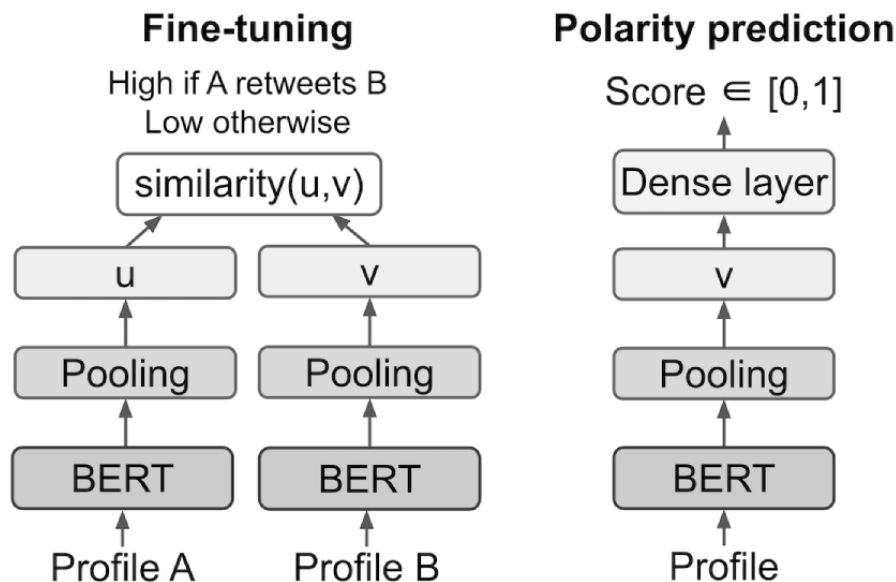 Fine-tuning
High if A retweets B
Low otherwise
similarity(u,v)
u
v
Pooling
Pooling
BERT
BERT
Profile A
Profile B
Polarity prediction
Score ∈ [0,1]
Dense layer
v
Pooling
BERT
Profile